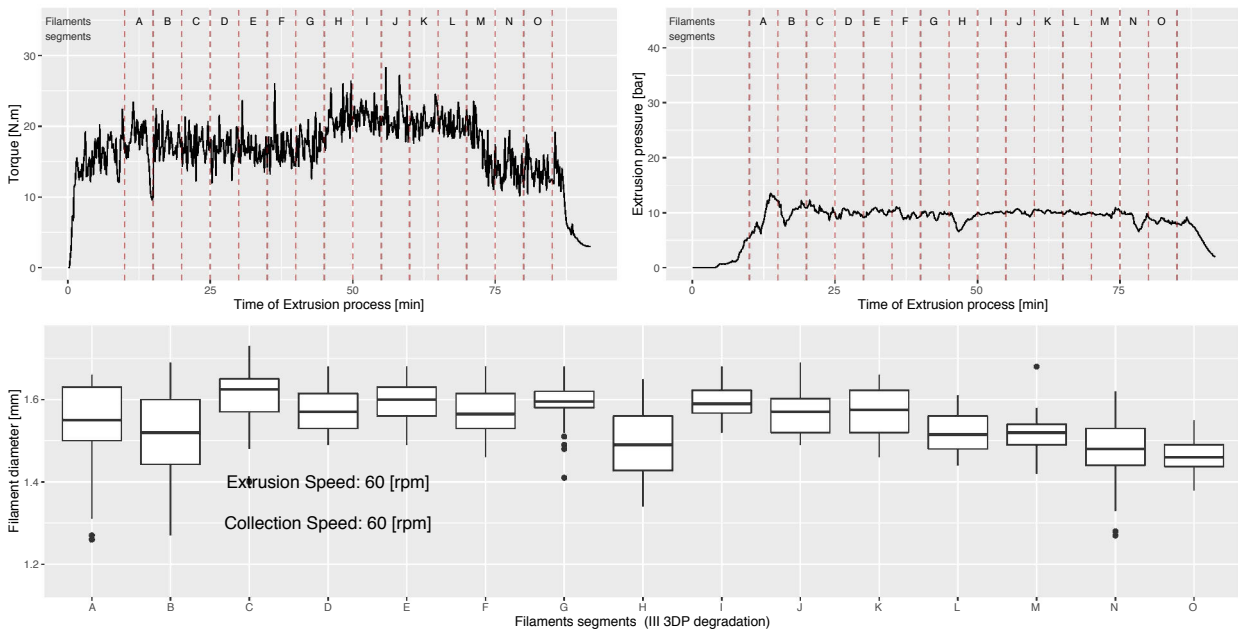 Filaments
segments
A B C D E F G H I J K L M N O
30
20
10
0
Torque [N.m]
0 25 50 75
Time of Extrusion process [min]
Filaments
segments
A B C D E F G H I J K L M N O
40
30
20
10
0
Extrusion pressure [bar]
0 25 50 75
Time of Extrusion process [min]
1.6
1.4
1.2
Filament diameter [mm]
Extrusion Speed: 60 [rpm]
Collection Speed: 60 [rpm]
A B C D E F G H I J K L M N O
Filaments segments (III 3DP degradation)